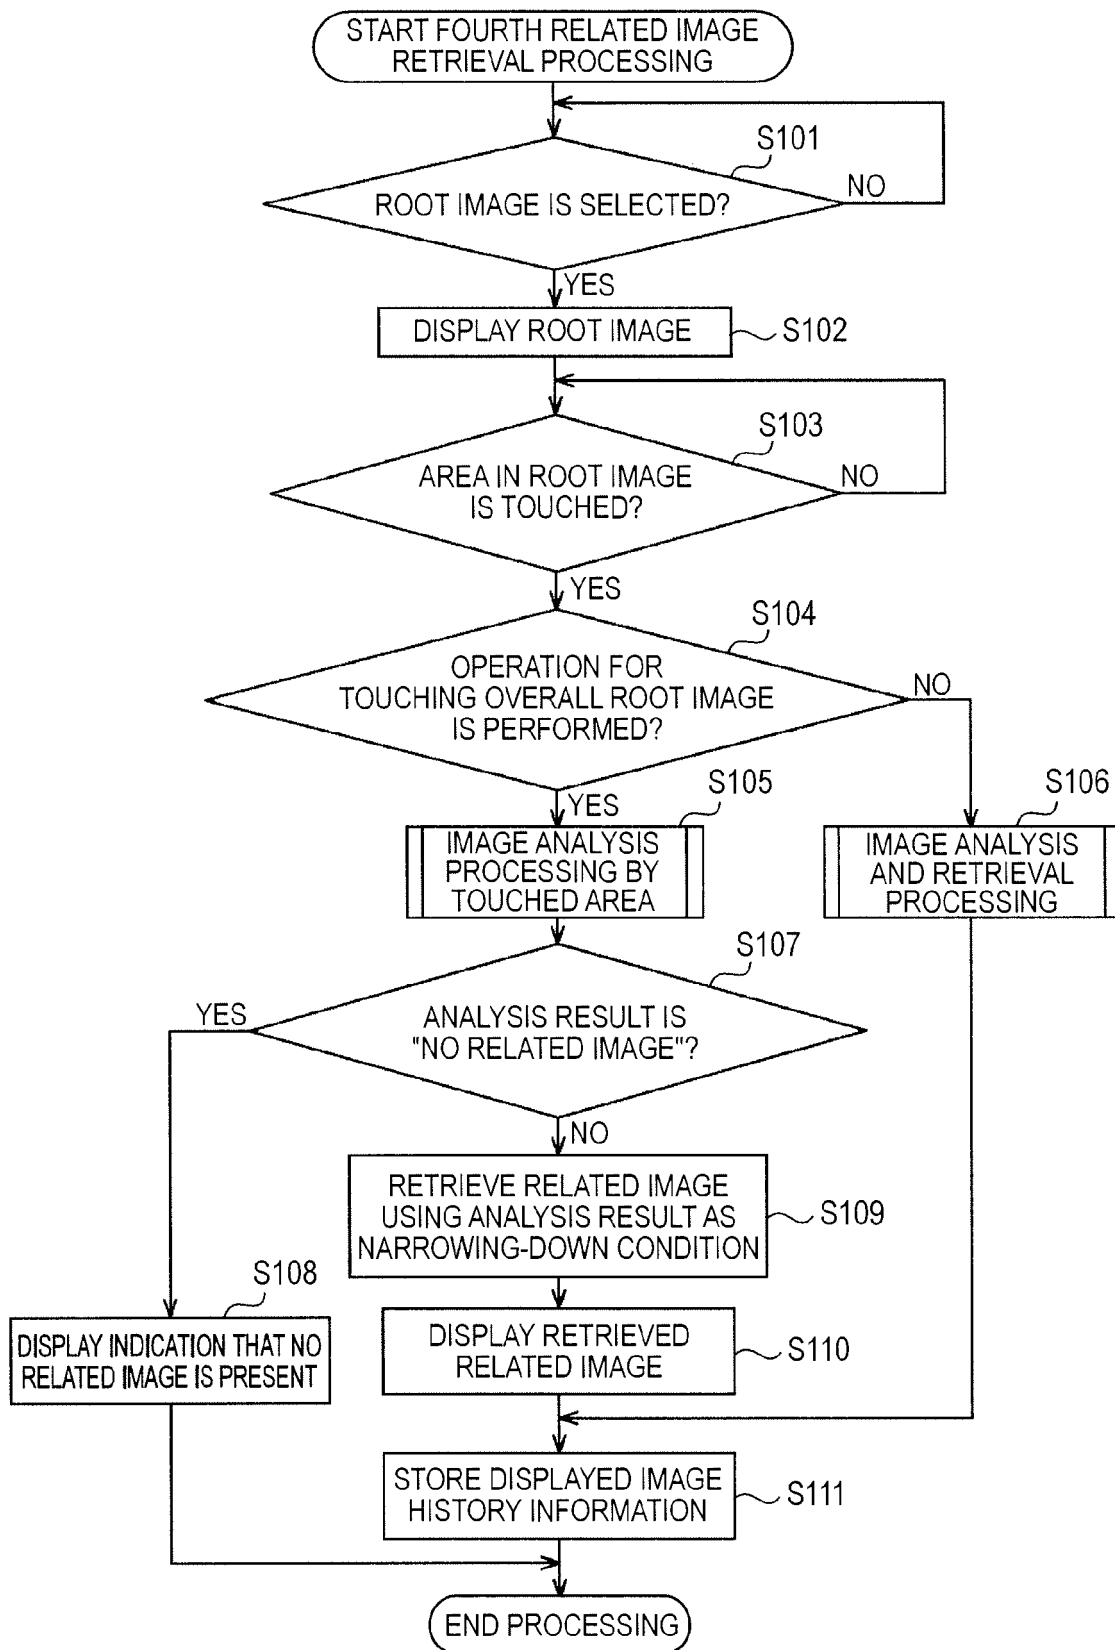 START FOURTH RELATED IMAGE
RETRIEVAL PROCESSING
S101
ROOT IMAGE IS SELECTED?
NO
YES
DISPLAY ROOT IMAGE
S102
S103
AREA IN ROOT IMAGE
IS TOUCHED?
NO
YES
S104
OPERATION FOR
TOUCHING OVERALL ROOT IMAGE
IS PERFORMED?
NO
YES
S105
S106
IMAGE ANALYSIS
PROCESSING BY
TOUCHED AREA
IMAGE ANALYSIS
AND RETRIEVAL
PROCESSING
S107
YES
ANALYSIS RESULT IS
"NO RELATED IMAGE"?
NO
RETRIEVE RELATED IMAGE
USING ANALYSIS RESULT AS
NARROWING-DOWN CONDITION
S109
S108
DISPLAY INDICATION THAT NO
RELATED IMAGE IS PRESENT
DISPLAY RETRIEVED
RELATED IMAGE
S110
STORE DISPLAYED IMAGE
HISTORY INFORMATION
S111
END PROCESSING